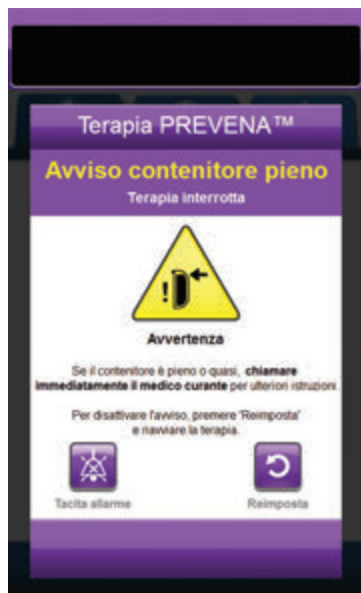 Terapia PREVENA™
Avviso contenitore pieno
Terapia interrotta
!
Avvertenza
Se il contenitore è pieno o quasi, chiamare
immediatamente il medico curante per ulteriori istruzioni.
Per disattivare l'avviso, premere 'Reimposta'
e riavviare la terapia.
Tacita allarme
Reimposta